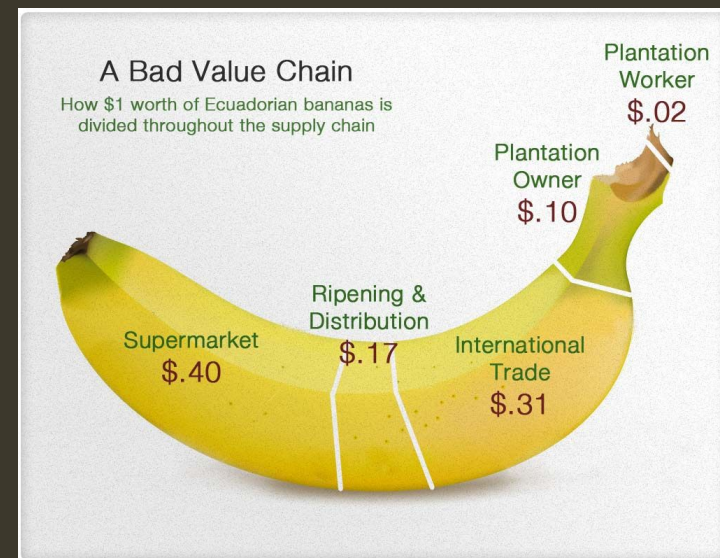 A Bad Value Chain
How $1 worth of Ecuadorian bananas is
divided throughout the supply chain
Plantation
Worker
$.02
Plantation
Owner
$.10
Ripening &
Distribution
$.17
Supermarket
$.40
International
Trade
$.31